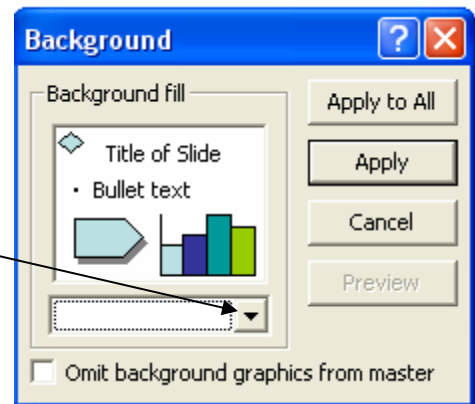 Background
Background fill
Title of Slide
• Bullet text
Apply to All
Apply
Cancel
Preview
Omit background graphics from master